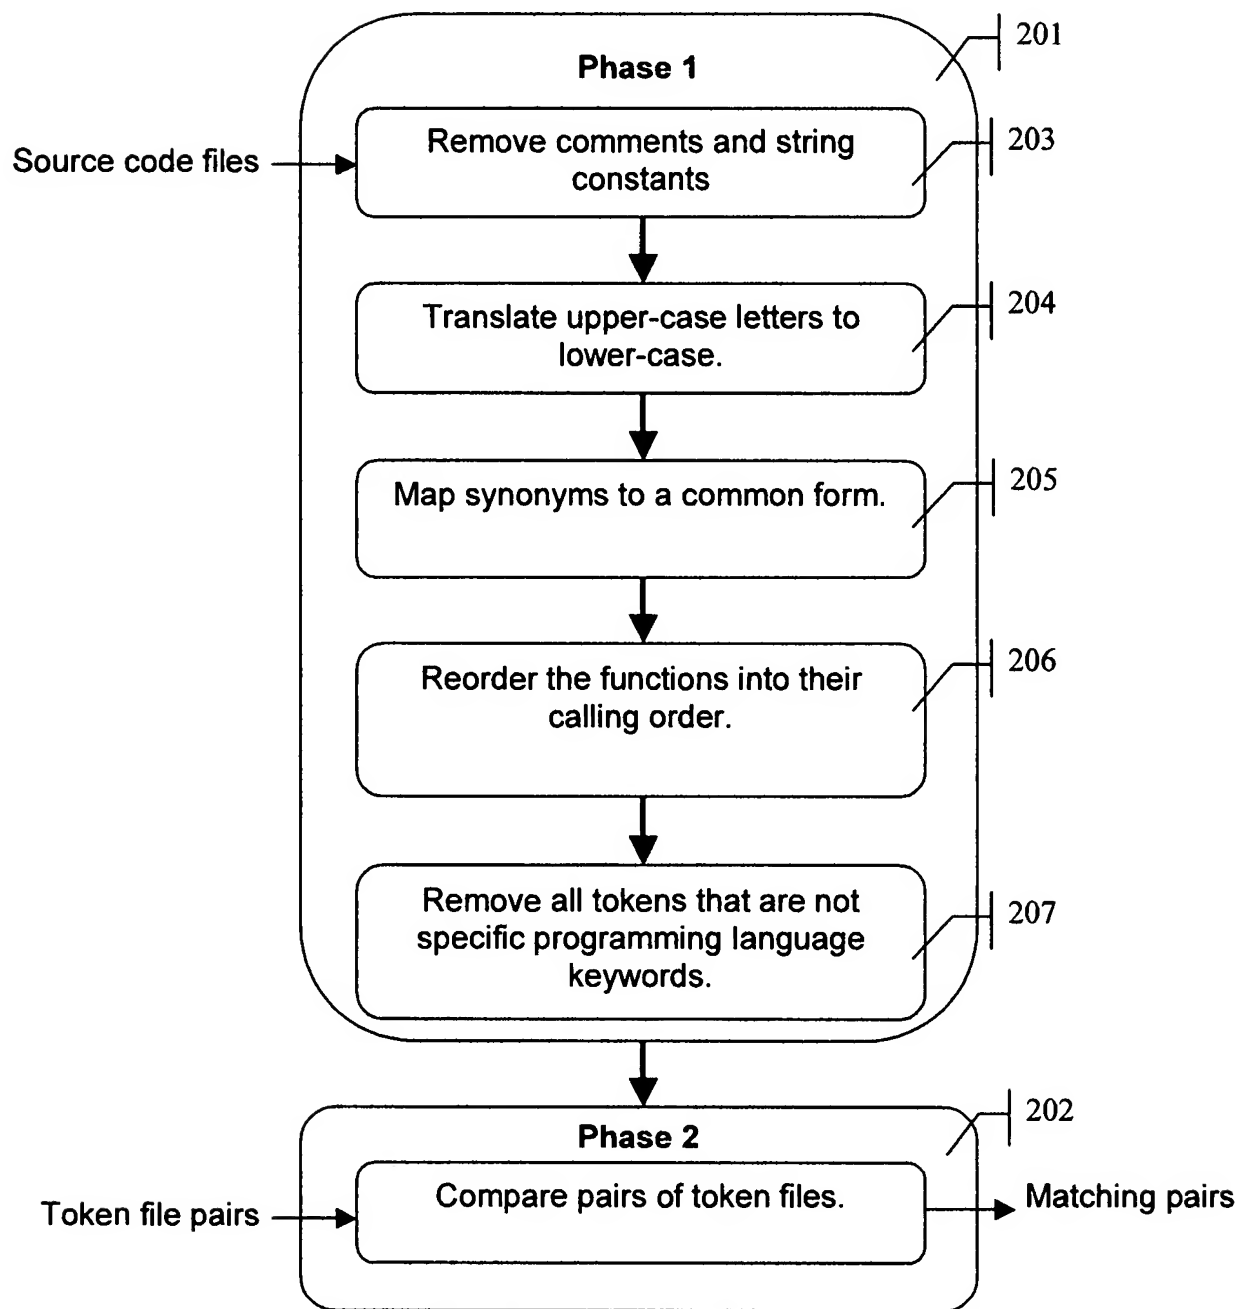 201
Phase 1
Source code files
Remove comments and string
constants
203
Translate upper-case letters to
lower-case.
204
Map synonyms to a common form.
205
Reorder the functions into their
calling order.
206
Remove all tokens that are not
specific programming language
keywords.
207
202
Phase 2
Token file pairs
Compare pairs of token files.
Matching pairs